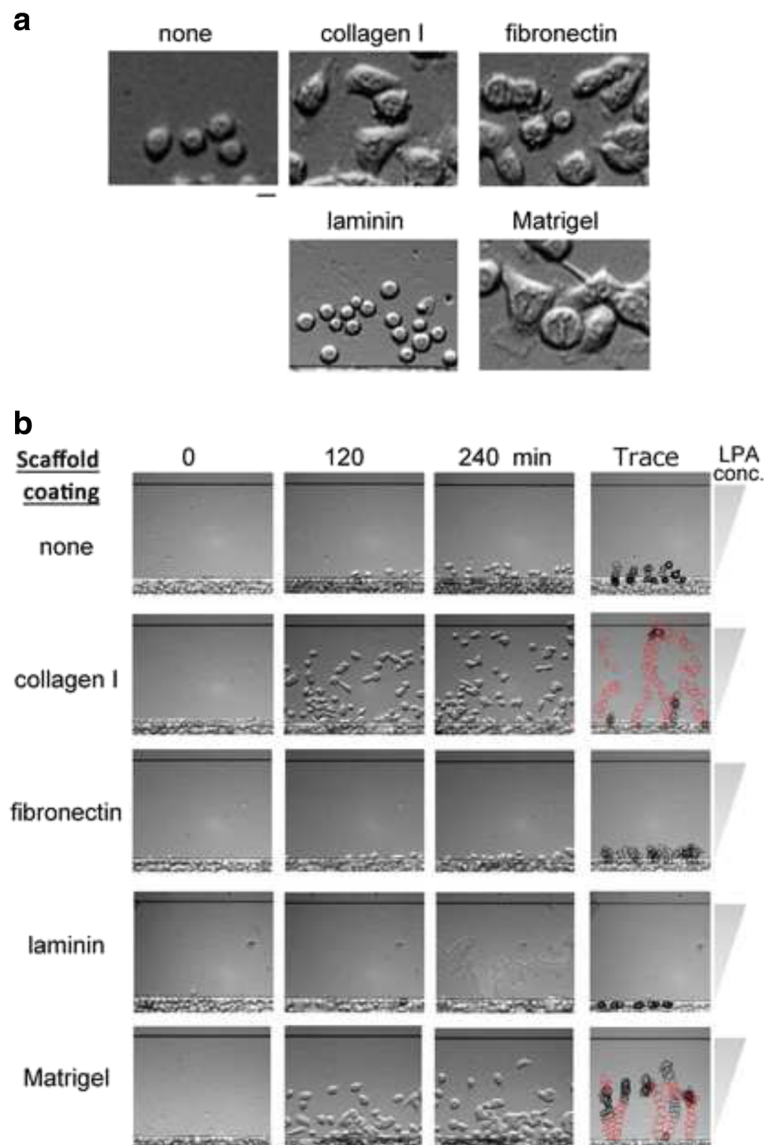 a
none collagen I fibronectin
laminin Matrigel
b
Scaffold coating 0 120 240 min Trace LPA conc.
none
collagen I
fibronectin
laminin
Matrigel